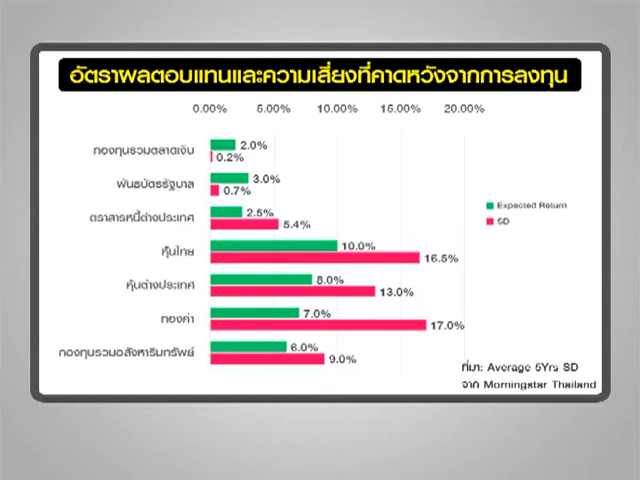 อัตราผลตอบแทนและความเสี่ยงที่คาดหวังจากการลงทุน
0.00% 5.00% 10.00% 15.00% 20.00%
กองทุนรวมตลาดเงิน 2.0%
0.2%
พันธบัตรรัฐบาล 3.0%
0.7%
ตราสารหนี้ต่างประเทศ 2.5%
5.4%
หุ้นไทย 10.0%
16.5%
หุ้นต่างประเทศ 8.0%
13.0%
ทองคำ 7.0%
17.0%
กองทุนรวมอสังหาริมทรัพย์ 6.0%
9.0%
Expected Return
SD
ที่มา: Average 5Yrs SD
จาก Morningstar Thailand